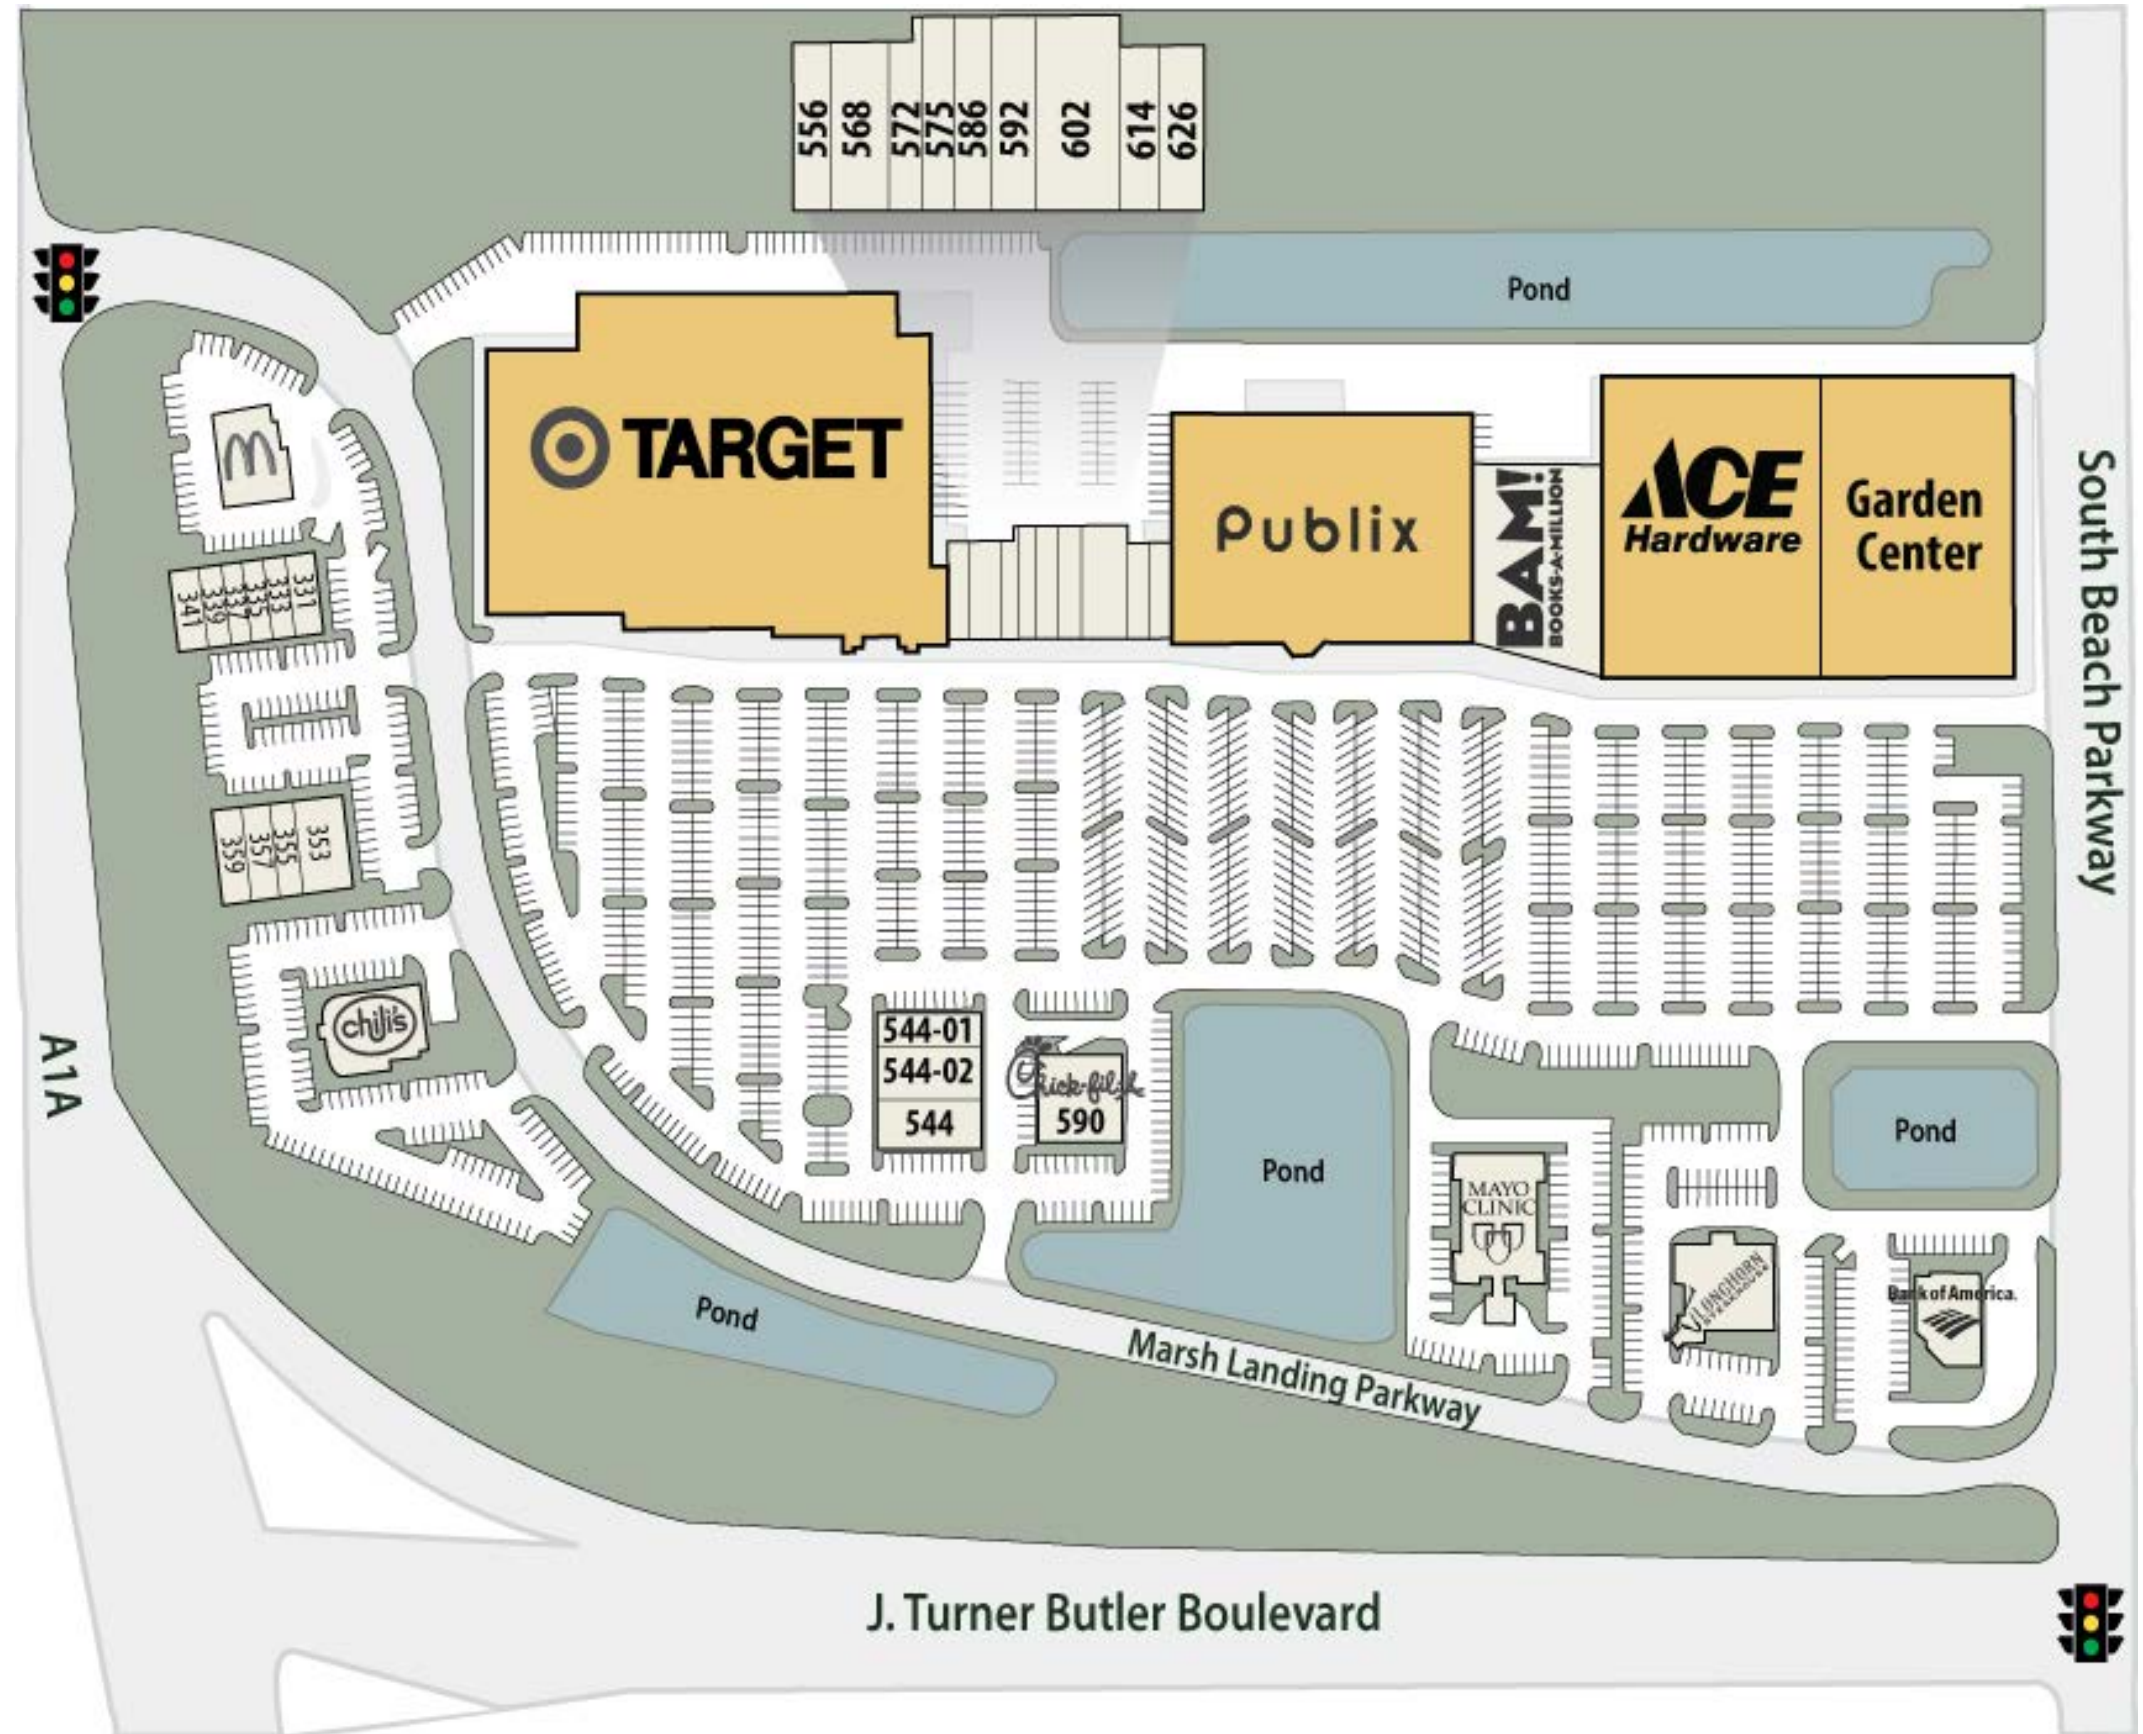 556
568
572
575
586
592
602
614
626
Pond
TARGET
Publix
BAM!
BOOKS-A-MILLION
ACE
Hardware
Garden
Center
South Beach Parkway
331
333
335
337
339
341
353
355
357
359
chili's
A1A
544-01
544-02
544
Chick-fil-A
590
Pond
Pond
MAYO
CLINIC
LONGHORN
STEAKHOUSE
Bank of America.
Pond
Marsh Landing Parkway
J. Turner Butler Boulevard